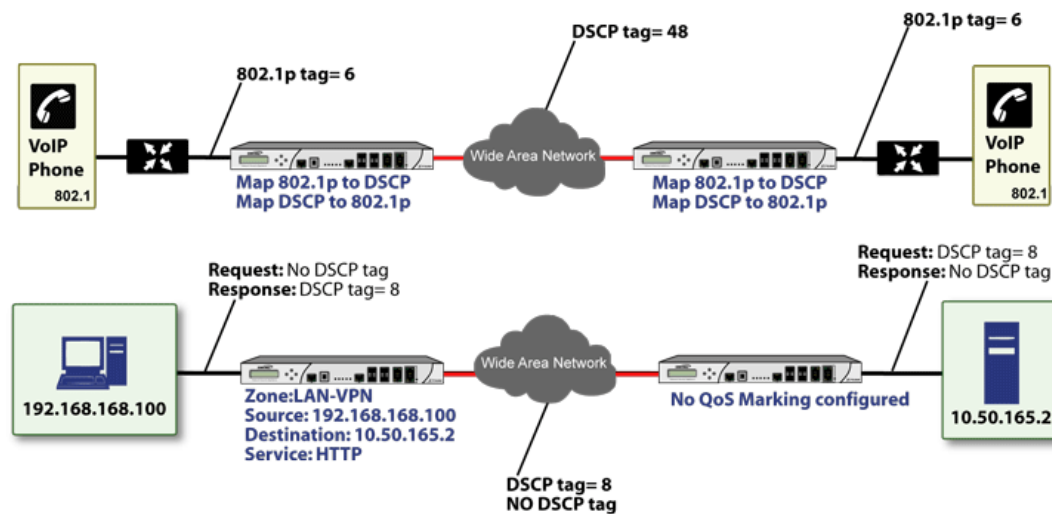 DSCP tag= 48
802.1p tag= 6
802.1p tag= 6
VoIP
Phone
802.1
Wide Area Network
VoIP
Phone
802.1
Map 802.1p to DSCP
Map DSCP to 802.1p
Map 802.1p to DSCP
Map DSCP to 802.1p
Request: No DSCP tag
Response: DSCP tag= 8
Request: DSCP tag= 8
Response: No DSCP tag
Wide Area Network
192.168.168.100
Zone:LAN-VPN
Source: 192.168.168.100
Destination: 10.50.165.2
Service: HTTP
No QoS Marking configured
10.50.165.2
DSCP tag= 8
NO DSCP tag